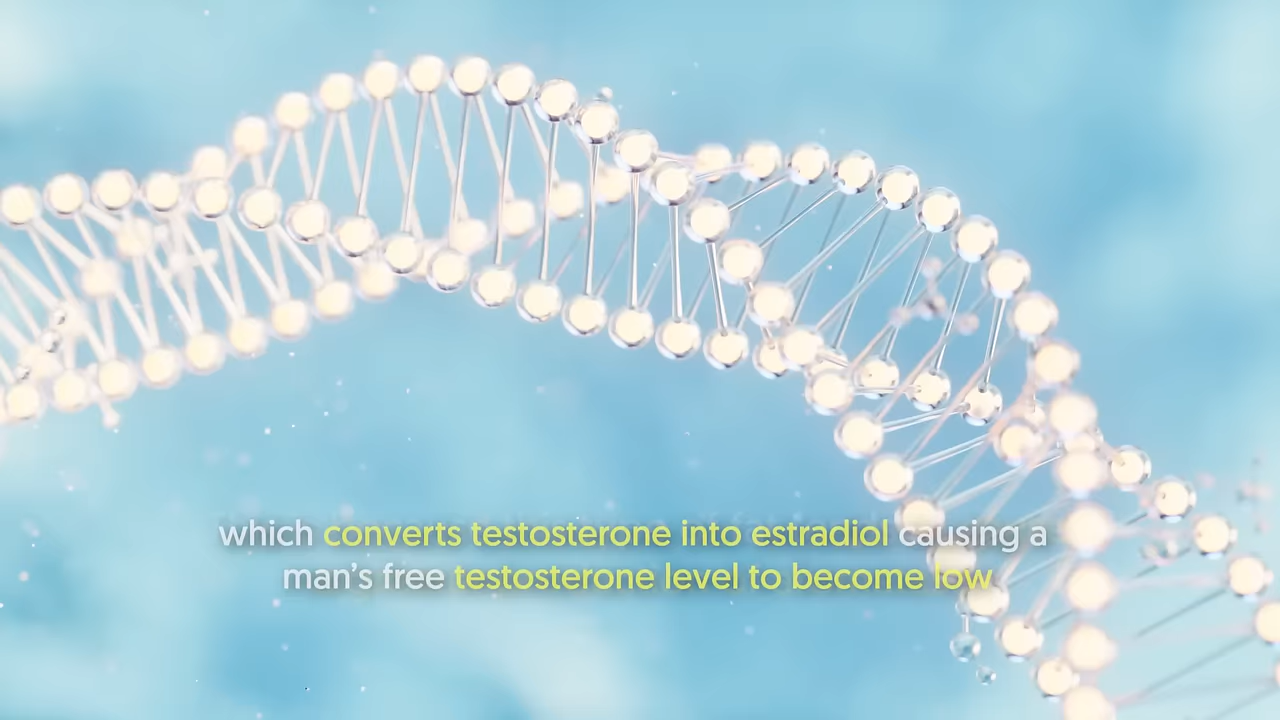 which converts testosterone into estradiol causing a
man's free testosterone level to become low